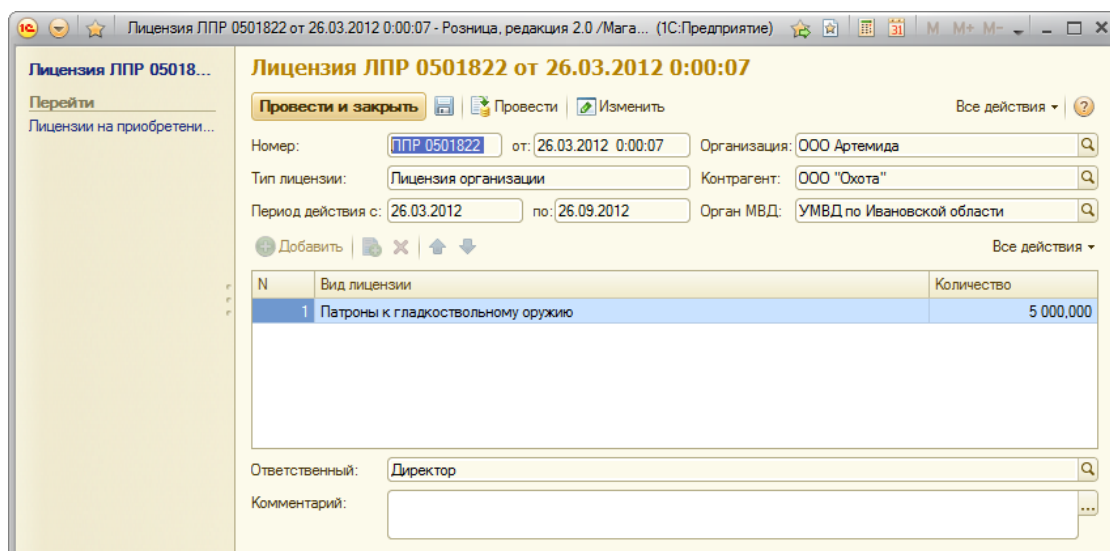 Лицензия ЛПР 0501822 от 26.03.2012 0:00:07 - Розница, редакция 2.0 /Мага... (1С:Предприятие) 31 M M+ M-
Лицензия ЛПР 05018...
Перейти
Лицензии на приобретени...
Лицензия ЛПР 0501822 от 26.03.2012 0:00:07
Провести и закрыть Провести Изменить Все действия
Номер: ЛПР 0501822 от: 26.03.2012 0:00:07 Организация: ООО Артемида
Тип лицензии: Лицензия организации Контрагент: ООО "Охота"
Период действия с: 26.03.2012 по: 26.09.2012 Орган МВД: УМВД по Ивановской области
Добавить Все действия
N Вид лицензии Количество
1 Патроны к гладкоствольному оружию 5 000,000
Ответственный: Директор
Комментарий: